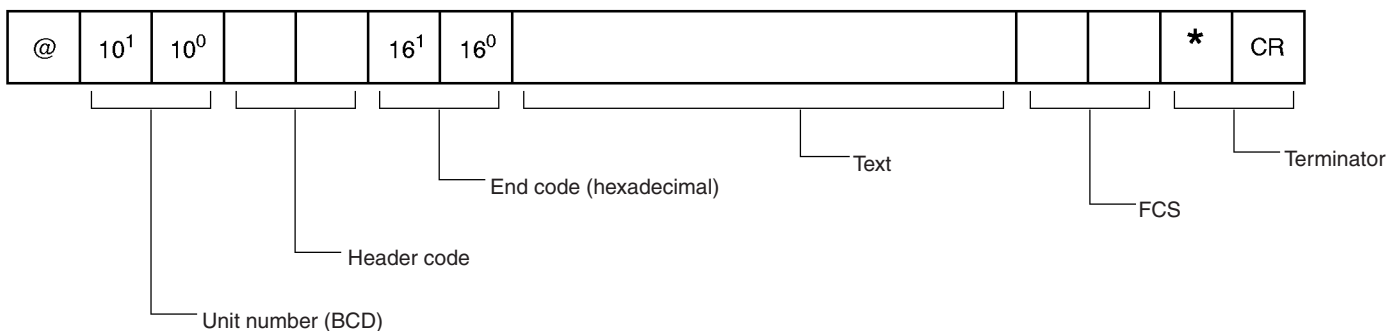 @ 10¹ 10⁰ 16¹ 16⁰ * CR
Terminator
Text
End code (hexadecimal)
FCS
Header code
Unit number (BCD)